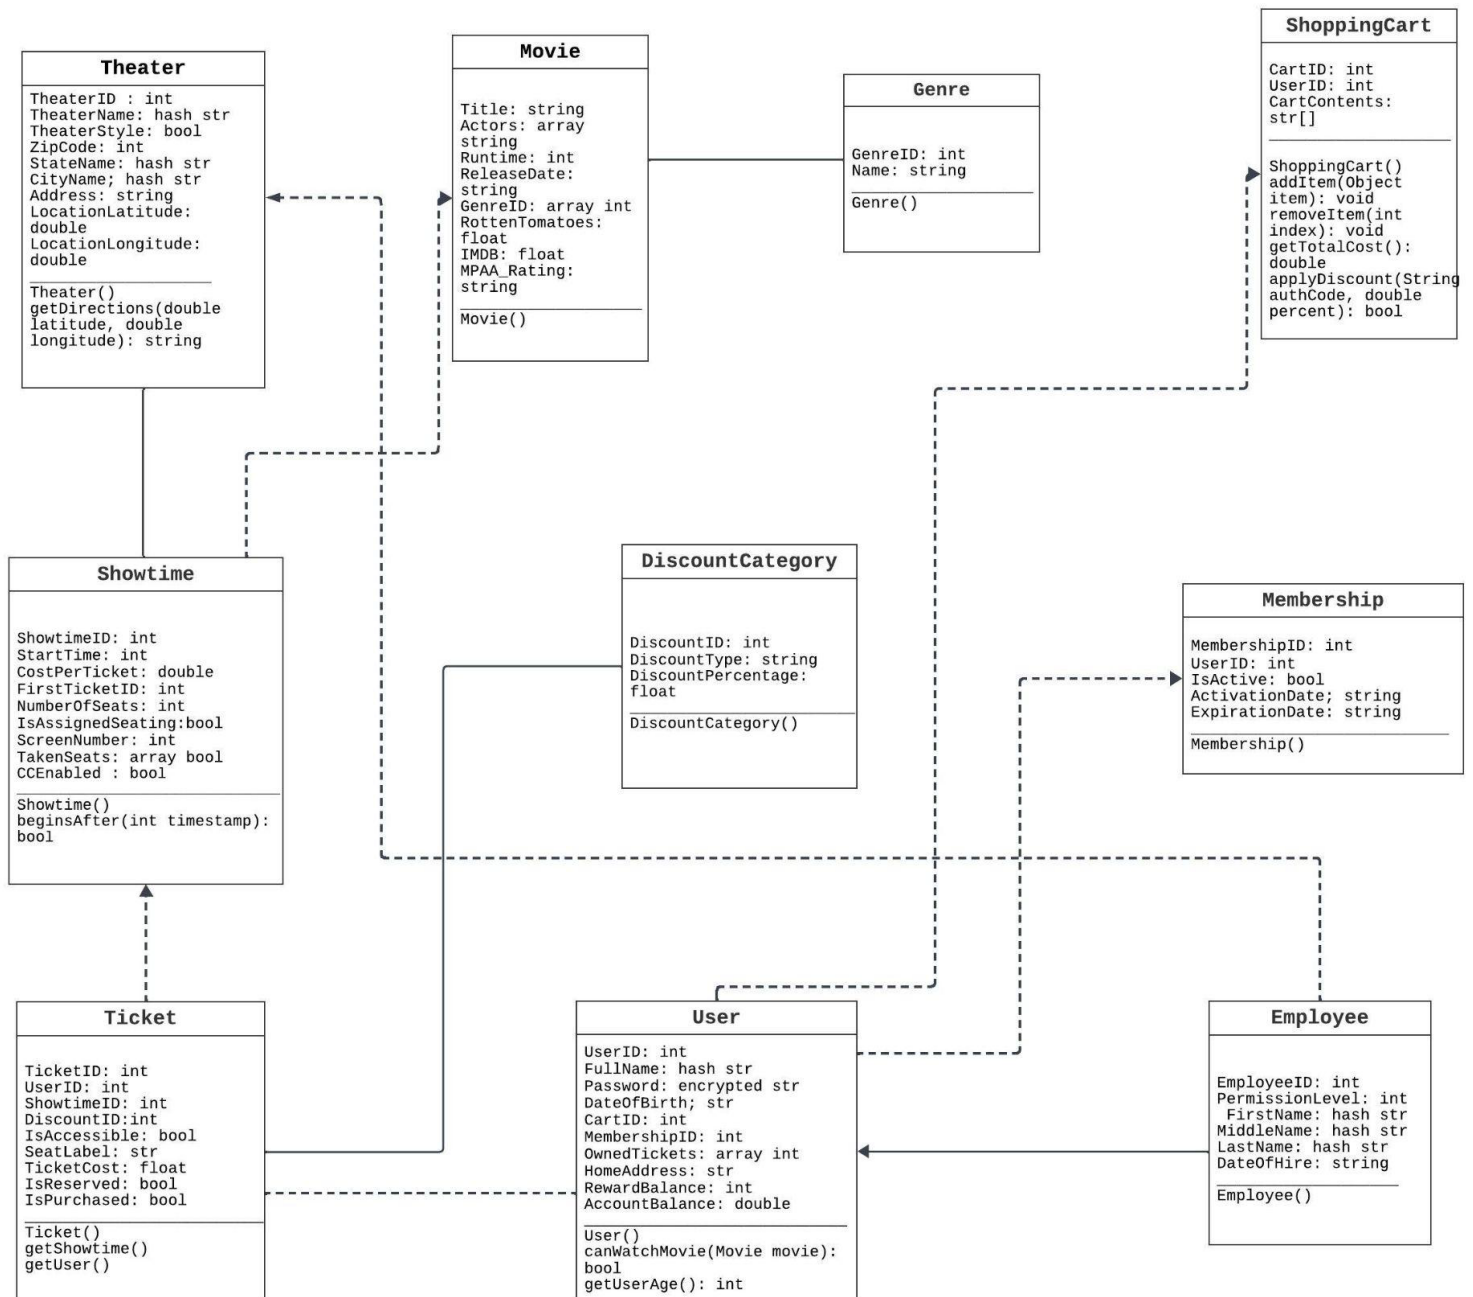 Theater
TheaterID : int
TheaterName: hash str
TheaterStyle: bool
ZipCode: int
StateName: hash str
CityName; hash str
Address: string
LocationLatitude:
double
LocationLongitude:
double
Theater()
getDirections(double
latitude, double
longitude): string
Movie
Title: string
Actors: array
string
Runtime: int
ReleaseDate:
string
GenreID: array int
RottenTomatoes:
float
IMDB: float
MPAA_Rating:
string
Movie()
Genre
GenreID: int
Name: string
Genre()
ShoppingCart
CartID: int
UserID: int
CartContents:
str[]
ShoppingCart()
addItem(Object
item): void
removeItem(int
index): void
getTotalCost():
double
applyDiscount(String
authCode, double
percent): bool
Showtime
ShowtimeID: int
StartTime: int
CostPerTicket: double
FirstTicketID: int
NumberOfSeats: int
IsAssignedSeating:bool
ScreenNumber: int
TakenSeats: array bool
CCEnabled : bool
Showtime()
beginsAfter(int timestamp):
bool
DiscountCategory
DiscountID: int
DiscountType: string
DiscountPercentage:
float
DiscountCategory()
Membership
MembershipID: int
UserID: int
IsActive: bool
ActivationDate; string
ExpirationDate: string
Membership()
Ticket
TicketID: int
UserID: int
ShowtimeID: int
DiscountID:int
IsAccessible: bool
SeatLabel: str
TicketCost: float
IsReserved: bool
IsPurchased: bool
Ticket()
getShowtime()
getUser()
User
UserID: int
FullName: hash str
Password: encrypted str
DateOfBirth; str
CartID: int
MembershipID: int
OwnedTickets: array int
HomeAddress: str
RewardBalance: int
AccountBalance: double
User()
canWatchMovie(Movie movie):
bool
getUserAge(): int
Employee
EmployeeID: int
PermissionLevel: int
FirstName: hash str
MiddleName: hash str
LastName: hash str
DateOfHire: string
Employee()